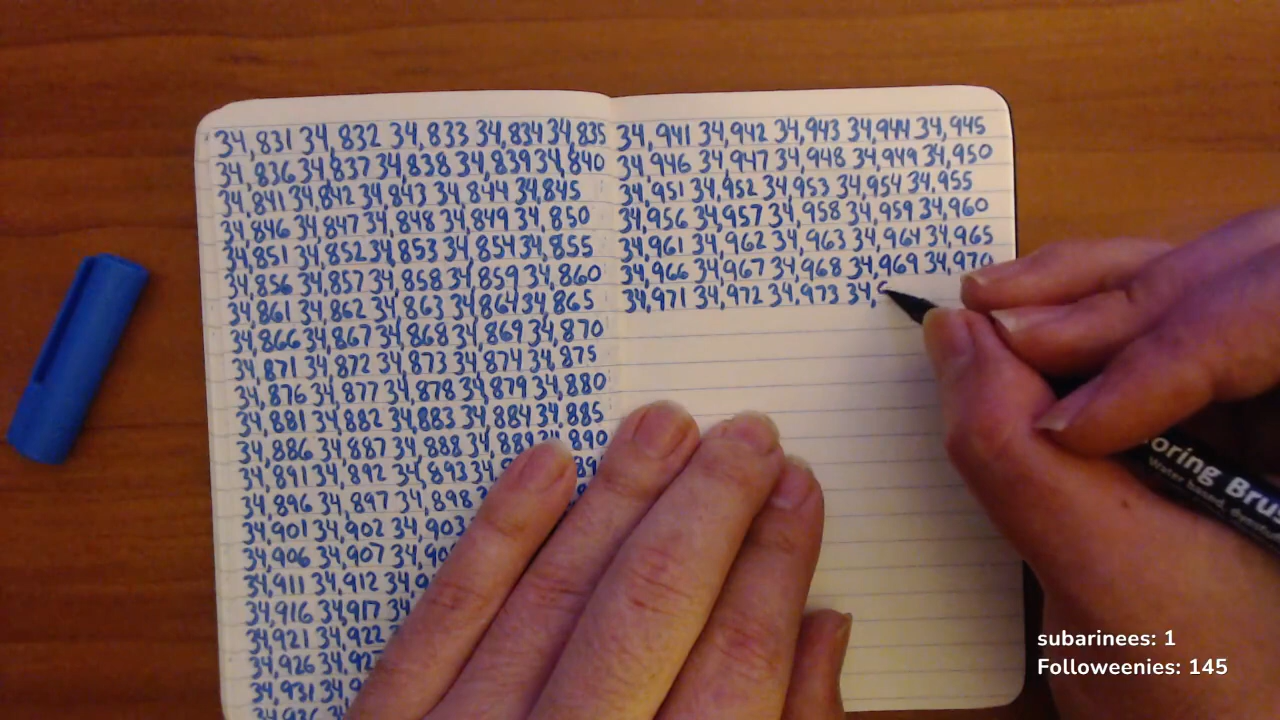 34,831 34,832 34,833 34,834 34,835
34,836 34,837 34,838 34,839 34,840
34,841 34,842 34,843 34,844 34,845
34,846 34,847 34,848 34,849 34,850
34,851 34,852 34,853 34,854 34,855
34,856 34,857 34,858 34,859 34,860
34,861 34,862 34,863 34,864 34,865
34,866 34,867 34,868 34,869 34,870
34,871 34,872 34,873 34,874 34,875
34,876 34,877 34,878 34,879 34,880
34,881 34,882 34,883 34,884 34,885
34,886 34,887 34,888 34,889 34,890
34,891 34,892 34,893
34,896 34,897 34,898
34,901 34,902 34,903
34,906 34,907
34,911 34,912
34,916 34,917
34,921 34,922
34,926
34,931
34,941 34,942 34,943 34,944 34,945
34,946 34,947 34,948 34,949 34,950
34,951 34,952 34,953 34,954 34,955
34,956 34,957 34,958 34,959 34,960
34,961 34,962 34,963 34,964 34,965
34,966 34,967 34,968 34,969 34,970
34,971 34,972 34,973 34,
oring Brus
Water based,
subarinees: 1
Followeenies: 145